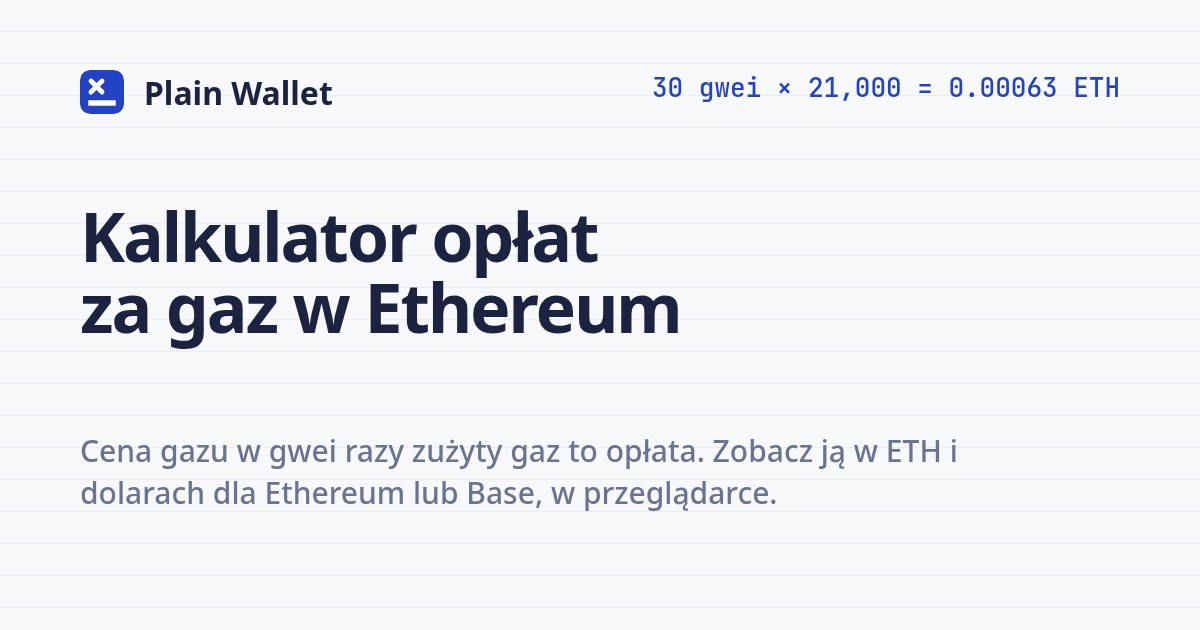 Plain Wallet
30 gwei × 21,000 = 0.00063 ETH
Kalkulator opłat
za gaz w Ethereum
Cena gazu w gwei razy zużyty gaz to opłata. Zobacz ją w ETH i
dolarach dla Ethereum lub Base, w przeglądarce.